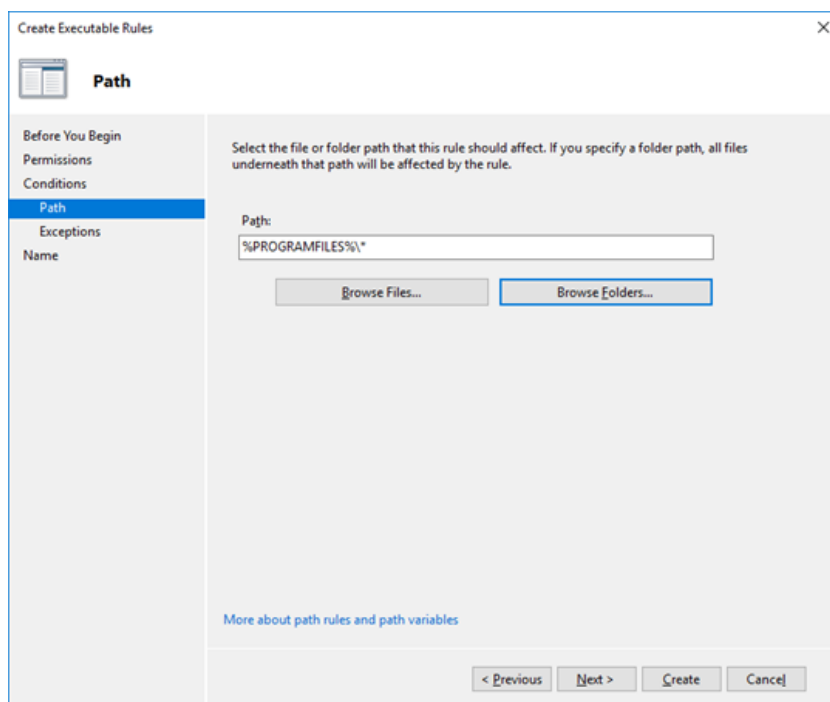 Create Executable Rules
Path
Before You Begin
Permissions
Conditions
Path
Exceptions
Name
Select the file or folder path that this rule should affect. If you specify a folder path, all files
underneath that path will be affected by the rule.
Path:
%PROGRAMFILES%\*
Browse Files...
Browse Folders...
More about path rules and path variables
< Previous
Next >
Create
Cancel